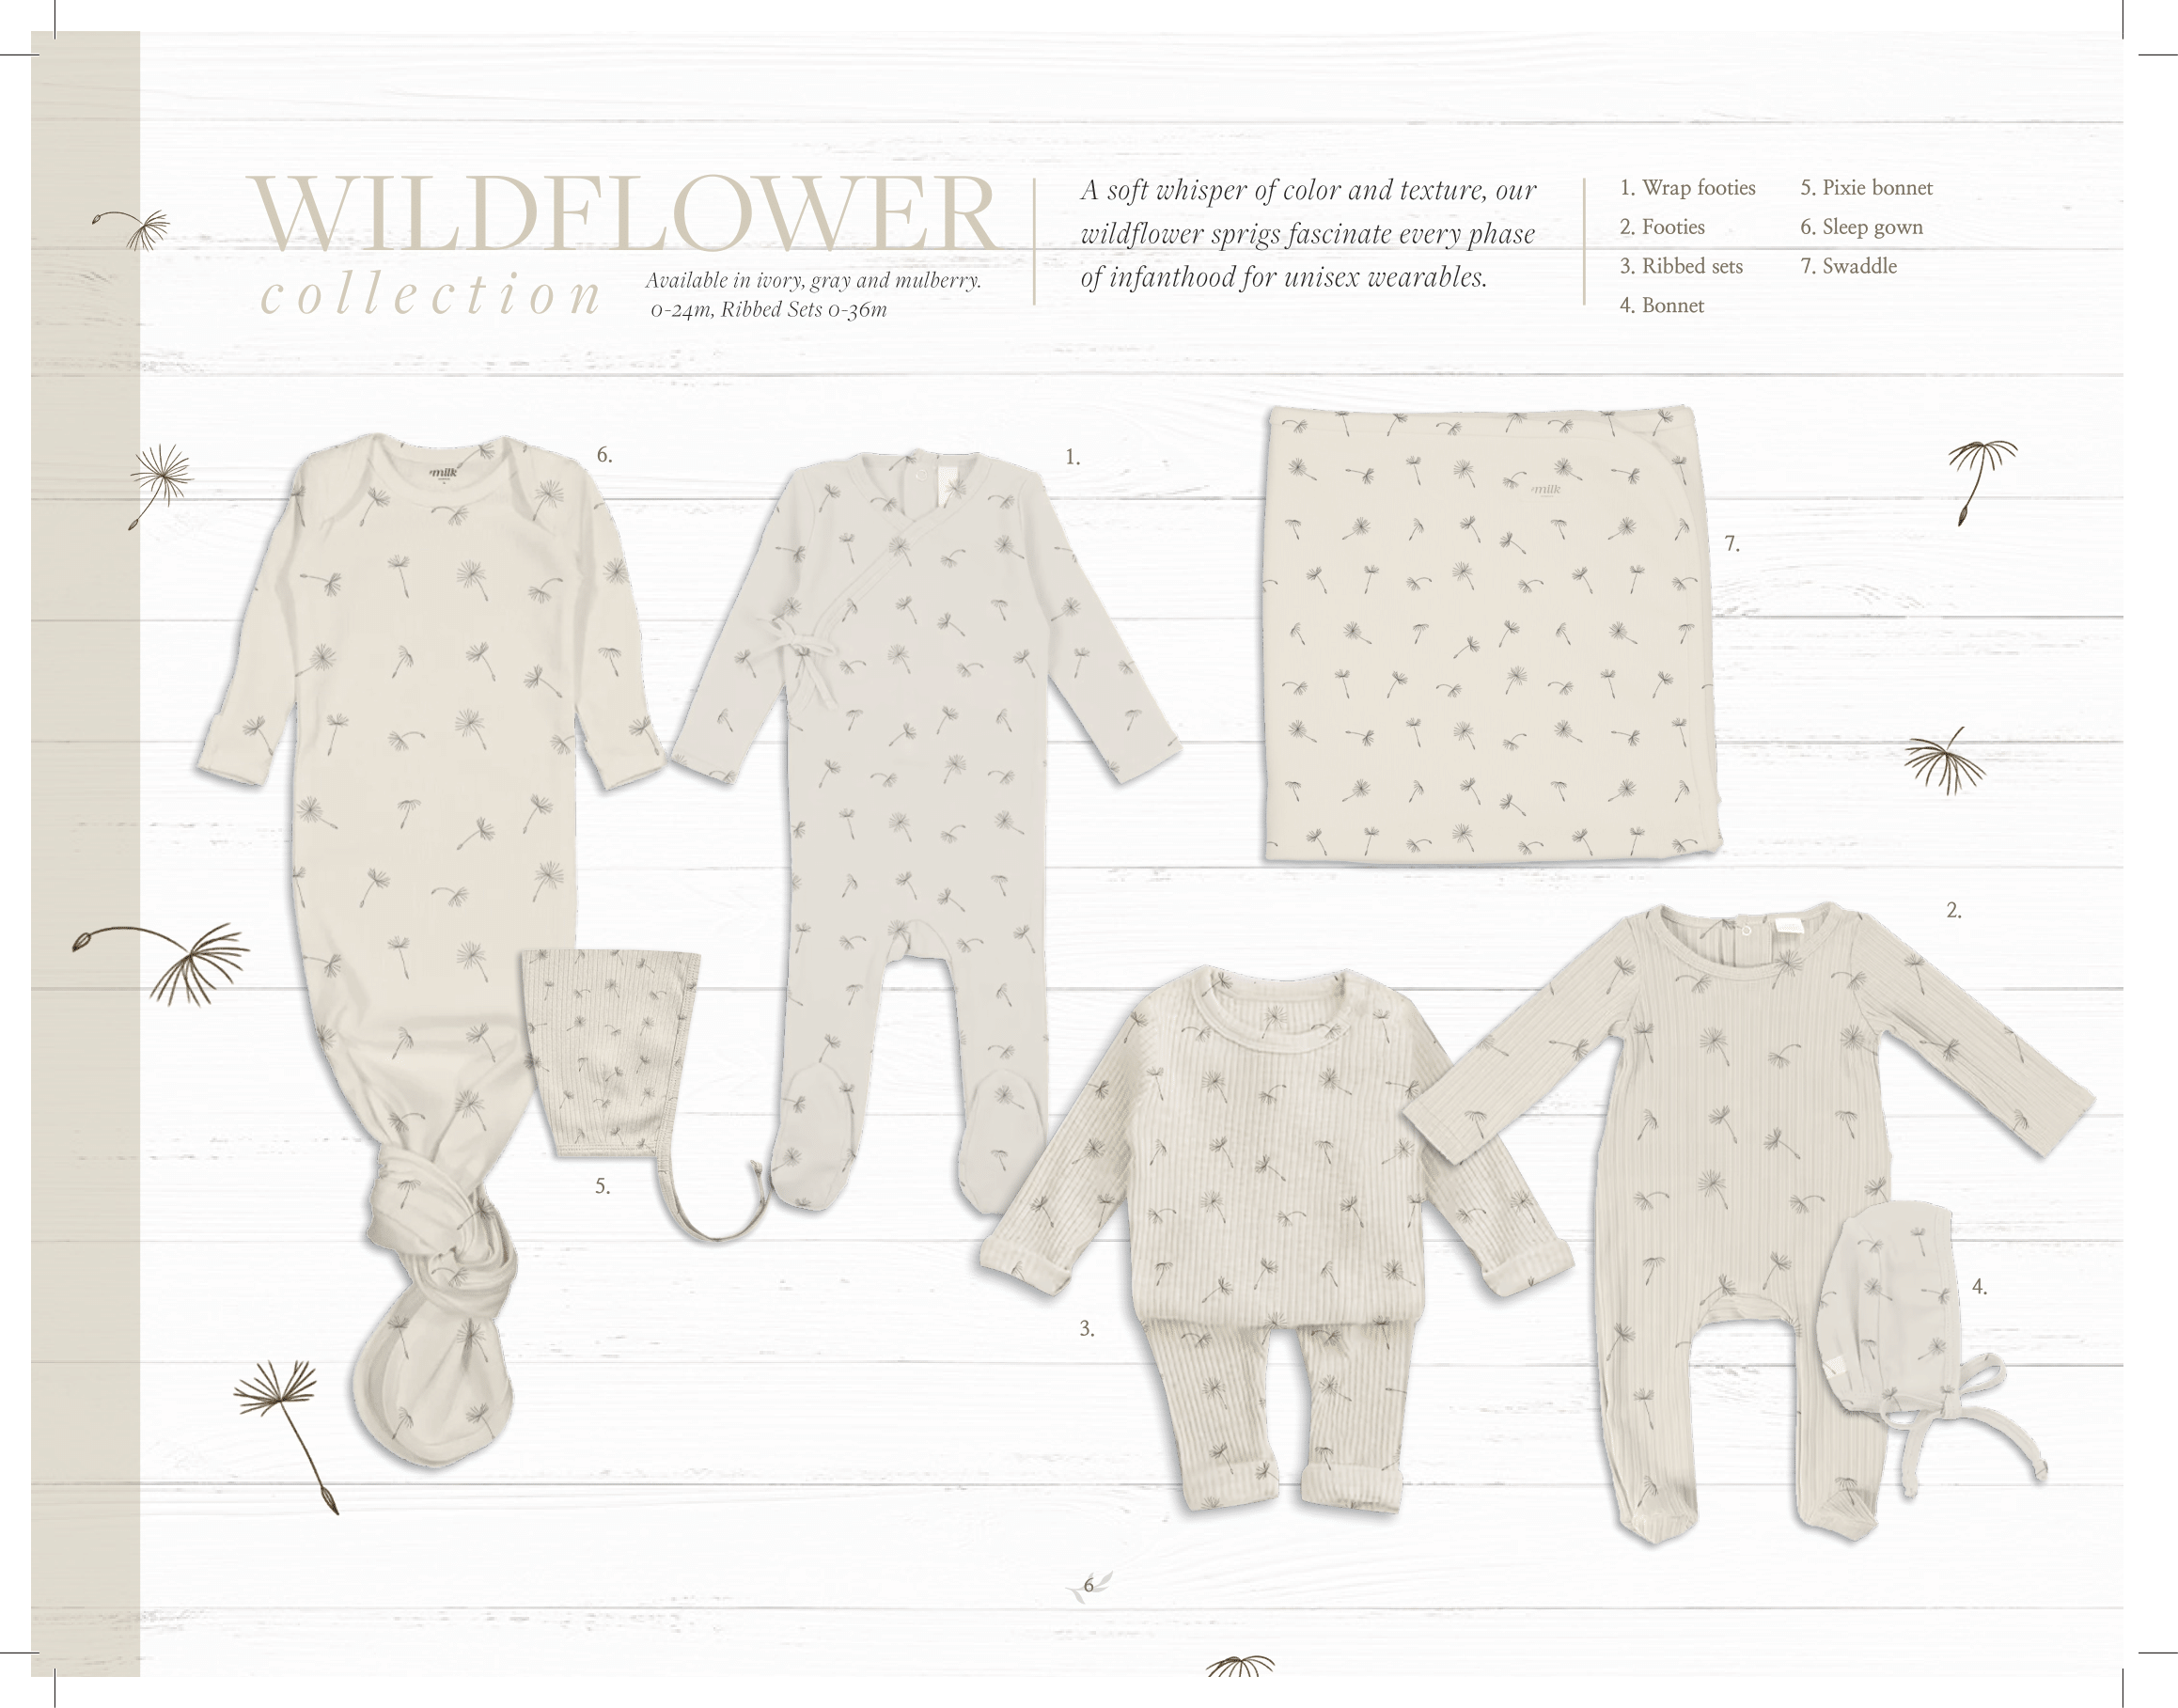 WILDFLOWER
collection
Available in ivory, gray and mulberry.
0-24m, Ribbed Sets 0-36m
A soft whisper of color and texture, our
wildflower sprigs fascinate every phase
of infanthood for unisex wearables.
1. Wrap footies
2. Footies
3. Ribbed sets
4. Bonnet
5. Pixie bonnet
6. Sleep gown
7. Swaddle
6.
milk
1.
milk
7.
2.
5.
4.
3.
6